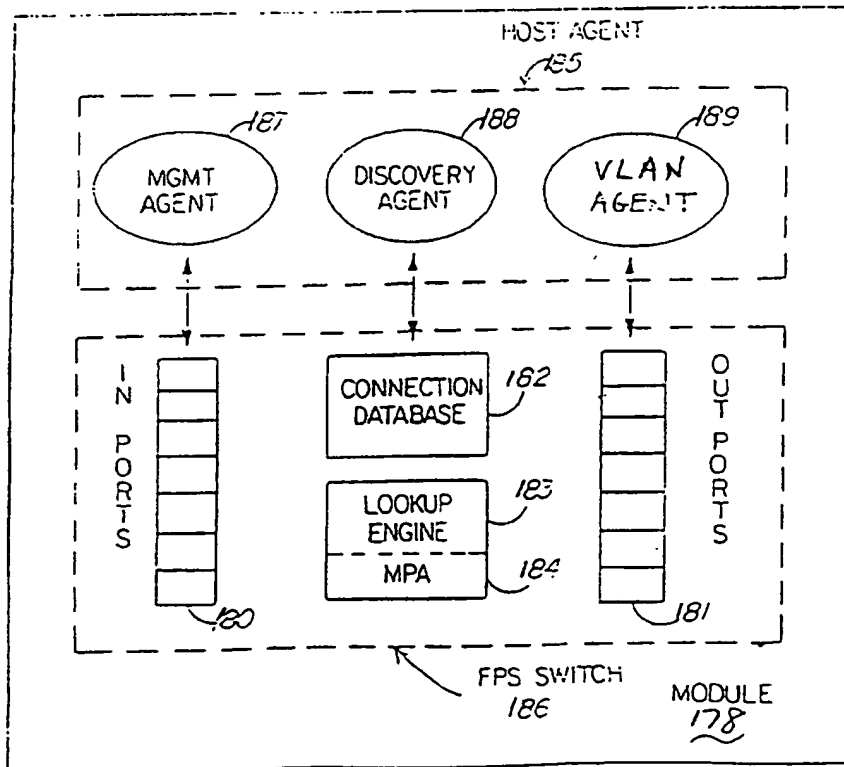 HOST AGENT
185
187
188
189
MGMT
AGENT
DISCOVERY
AGENT
VLAN
AGENT
IN PORTS
CONNECTION
DATABASE
182
OUT PORTS
LOOKUP
ENGINE
183
MPA
184
180
181
FPS SWITCH
186
MODULE
178